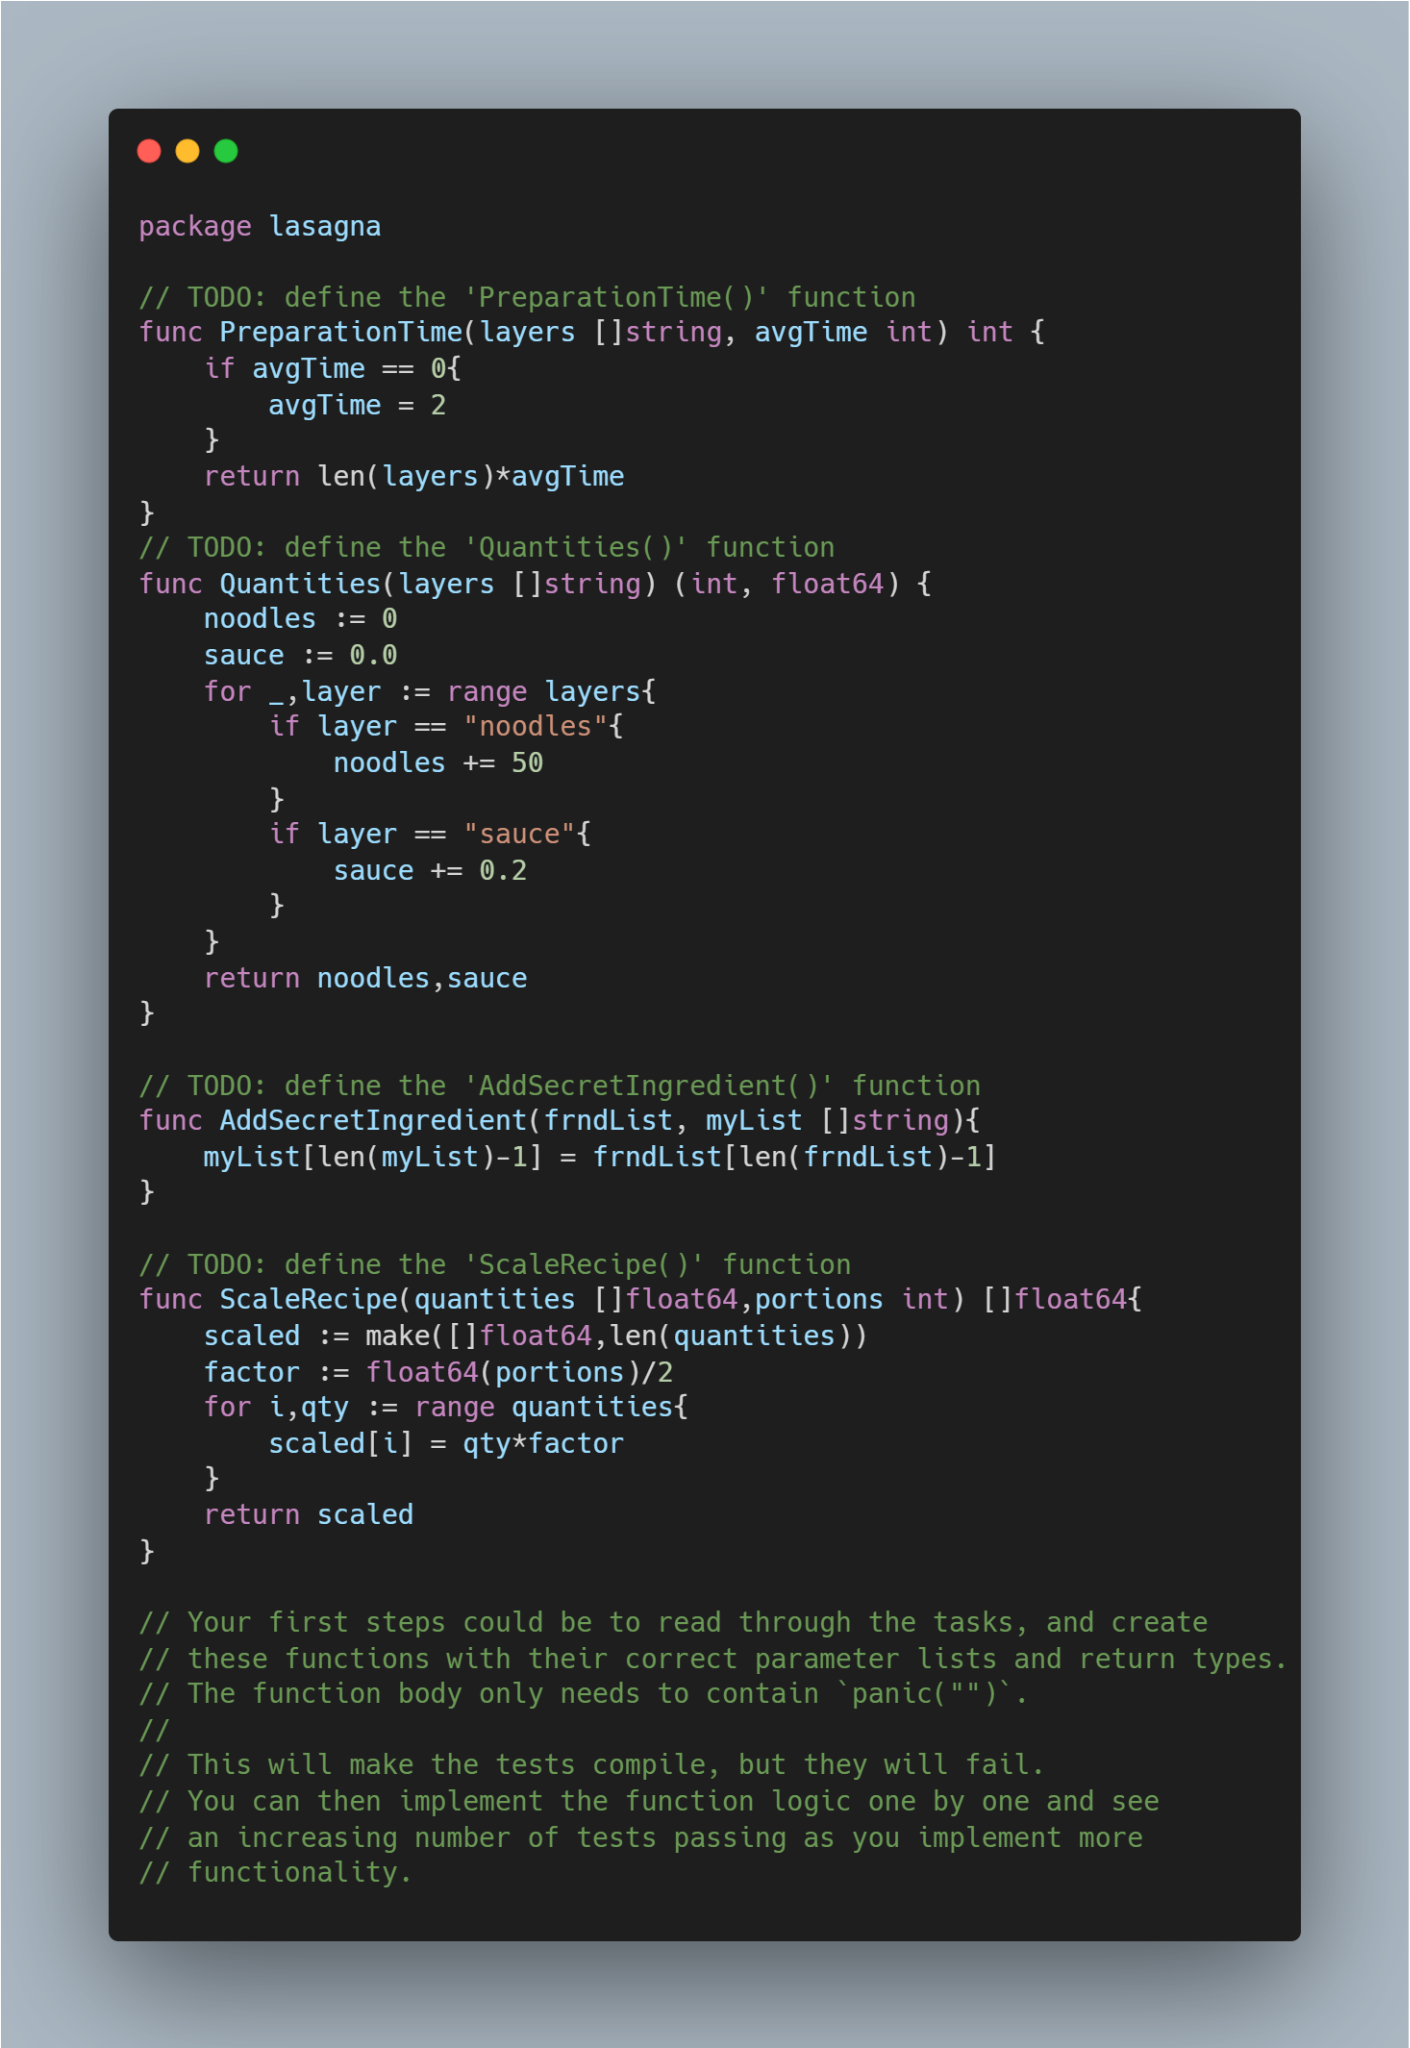 package lasagna

// TODO: define the 'PreparationTime()' function
func PreparationTime(layers []string, avgTime int) int {
    if avgTime == 0{
        avgTime = 2
    }
    return len(layers)*avgTime
}
// TODO: define the 'Quantities()' function
func Quantities(layers []string) (int, float64) {
    noodles := 0
    sauce := 0.0
    for _,layer := range layers{
        if layer == "noodles"{
            noodles += 50
        }
        if layer == "sauce"{
            sauce += 0.2
        }
    }
    return noodles,sauce
}

// TODO: define the 'AddSecretIngredient()' function
func AddSecretIngredient(frndList, myList []string){
    myList[len(myList)-1] = frndList[len(frndList)-1]
}

// TODO: define the 'ScaleRecipe()' function
func ScaleRecipe(quantities []float64,portions int) []float64{
    scaled := make([]float64,len(quantities))
    factor := float64(portions)/2
    for i,qty := range quantities{
        scaled[i] = qty*factor
    }
    return scaled
}

// Your first steps could be to read through the tasks, and create
// these functions with their correct parameter lists and return types.
// The function body only needs to contain `panic("")`.
//
// This will make the tests compile, but they will fail.
// You can then implement the function logic one by one and see
// an increasing number of tests passing as you implement more
// functionality.